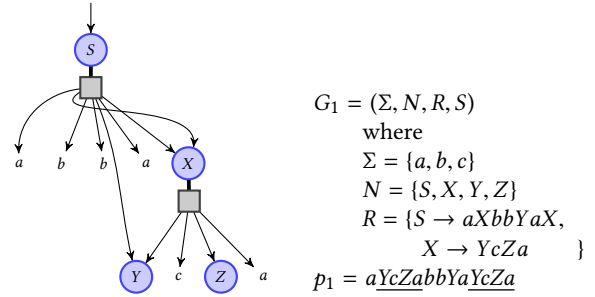 S
a b b a X
Y c Z a
G₁ = (Σ, N, R, S)
where
Σ = {a, b, c}
N = {S, X, Y, Z}
R = {S → aXbbYaX,
X → YcZa }
p₁ = aYcZabbYaYcZa